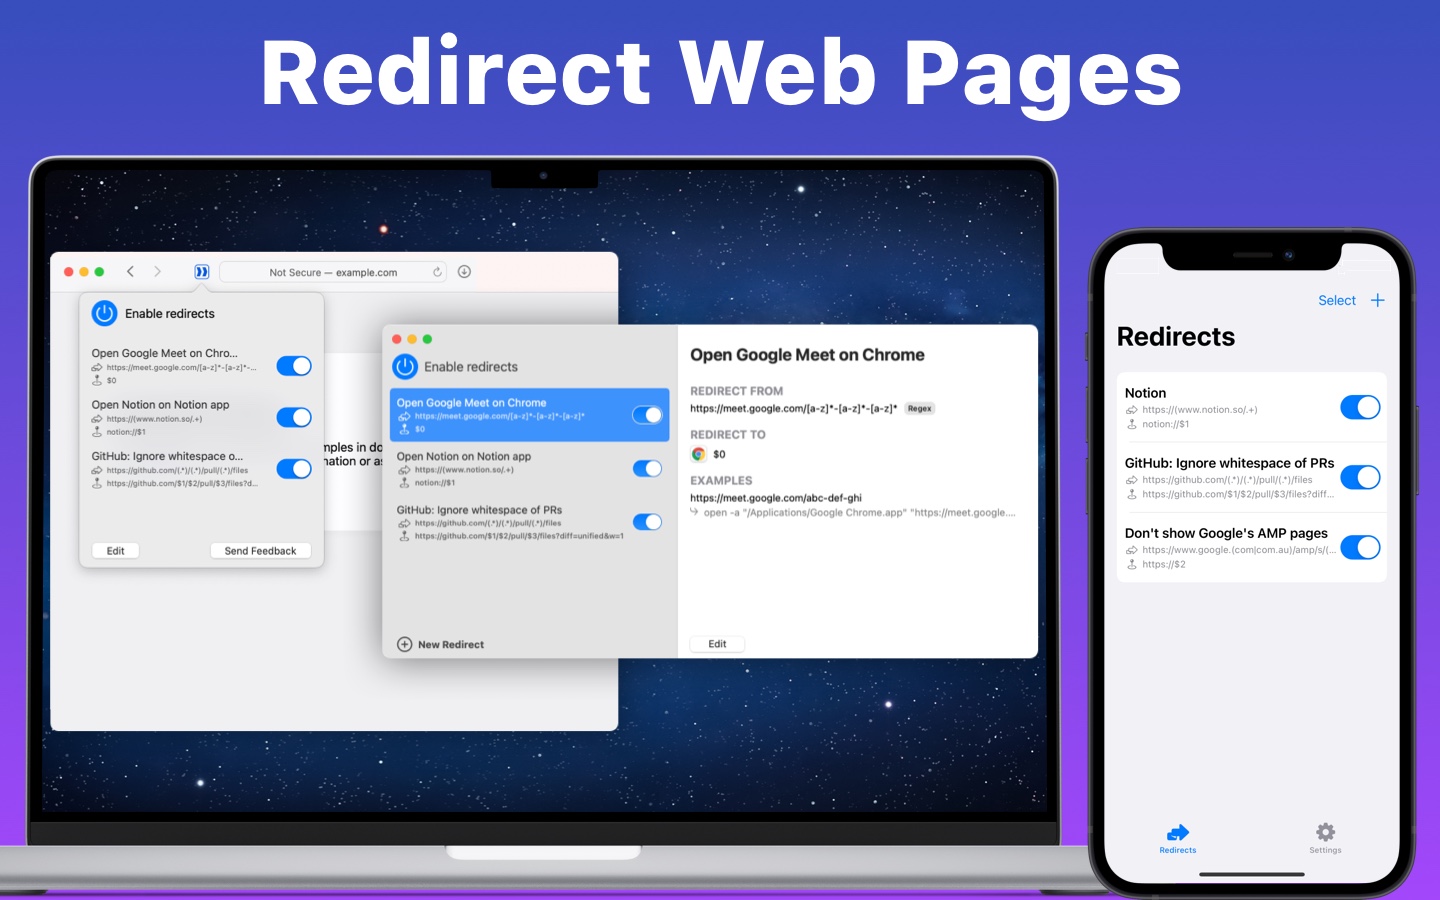 Redirect Web Pages
Not Secure — example.com
Enable redirects
Open Google Meet on Chro...
https://meet.google.com/[a-z]*-[a-z]*-...
$0
Open Notion on Notion app
https://(www.notion.so/.+)
notion://$1
GitHub: Ignore whitespace o...
https://github.com/(.*)/(.*)/pull/(.*)/files
https://github.com/$1/$2/pull/$3/files?d...
Edit
Send Feedback
mples in do
nation or as
Enable redirects
Open Google Meet on Chrome
https://meet.google.com/[a-z]*-[a-z]*-[a-z]*
$0
Open Notion on Notion app
https://(www.notion.so/.+)
notion://$1
GitHub: Ignore whitespace of PRs
https://github.com/(.*)/(.*)/pull/(.*)/files
https://github.com/$1/$2/pull/$3/files?diff=unified&w=1
New Redirect
Open Google Meet on Chrome
REDIRECT FROM
https://meet.google.com/[a-z]*-[a-z]*-[a-z]* Regex
REDIRECT TO
$0
EXAMPLES
https://meet.google.com/abc-def-ghi
open -a "/Applications/Google Chrome.app" "https://meet.google....
Edit
Select
Redirects
Notion
https://(www.notion.so/.+)
notion://$1
GitHub: Ignore whitespace of PRs
https://github.com/(.*)/(.*)/pull/(.*)/files
https://github.com/$1/$2/pull/$3/files?diff...
Don't show Google's AMP pages
https://www.google.(com|com.au)/amp/s/(...
https://$2
Redirects
Settings